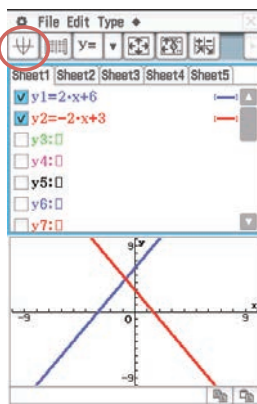 File Edit Type
Y=
Sheet1 Sheet2 Sheet3 Sheet4 Sheet5
y1=2·x+6
y2=-2·x+3
y3:▯
y4:▯
y5:▯
y6:▯
y7:▯
9 y
x
-9 0 9
-9